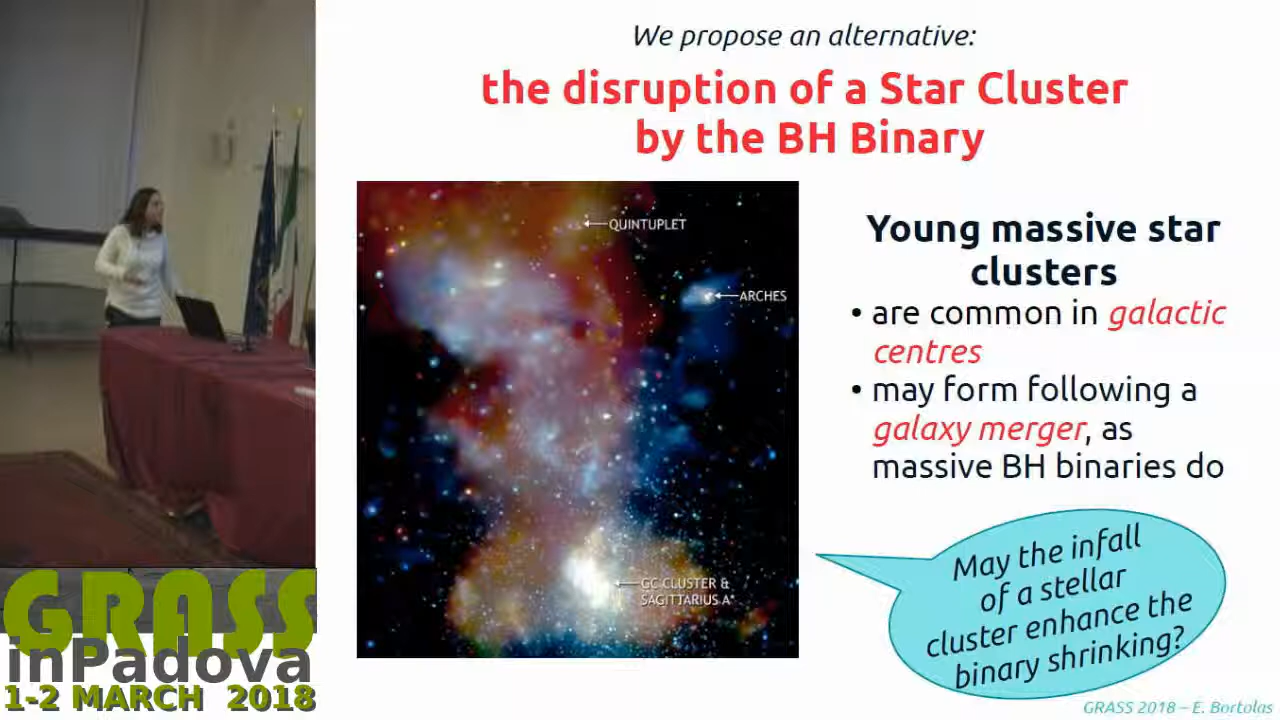 We propose an alternative:
the disruption of a Star Cluster
by the BH Binary
QUINTUPLET
ARCHES
GC CLUSTER &
SAGITTARIUS A*
Young massive star
clusters
• are common in galactic
centres
• may form following a
galaxy merger, as
massive BH binaries do
May the infall
of a stellar
cluster enhance the
binary shrinking?
GRASS 2018 – E. Bortolas
GRASS
inPadova
1-2 MARCH 2018